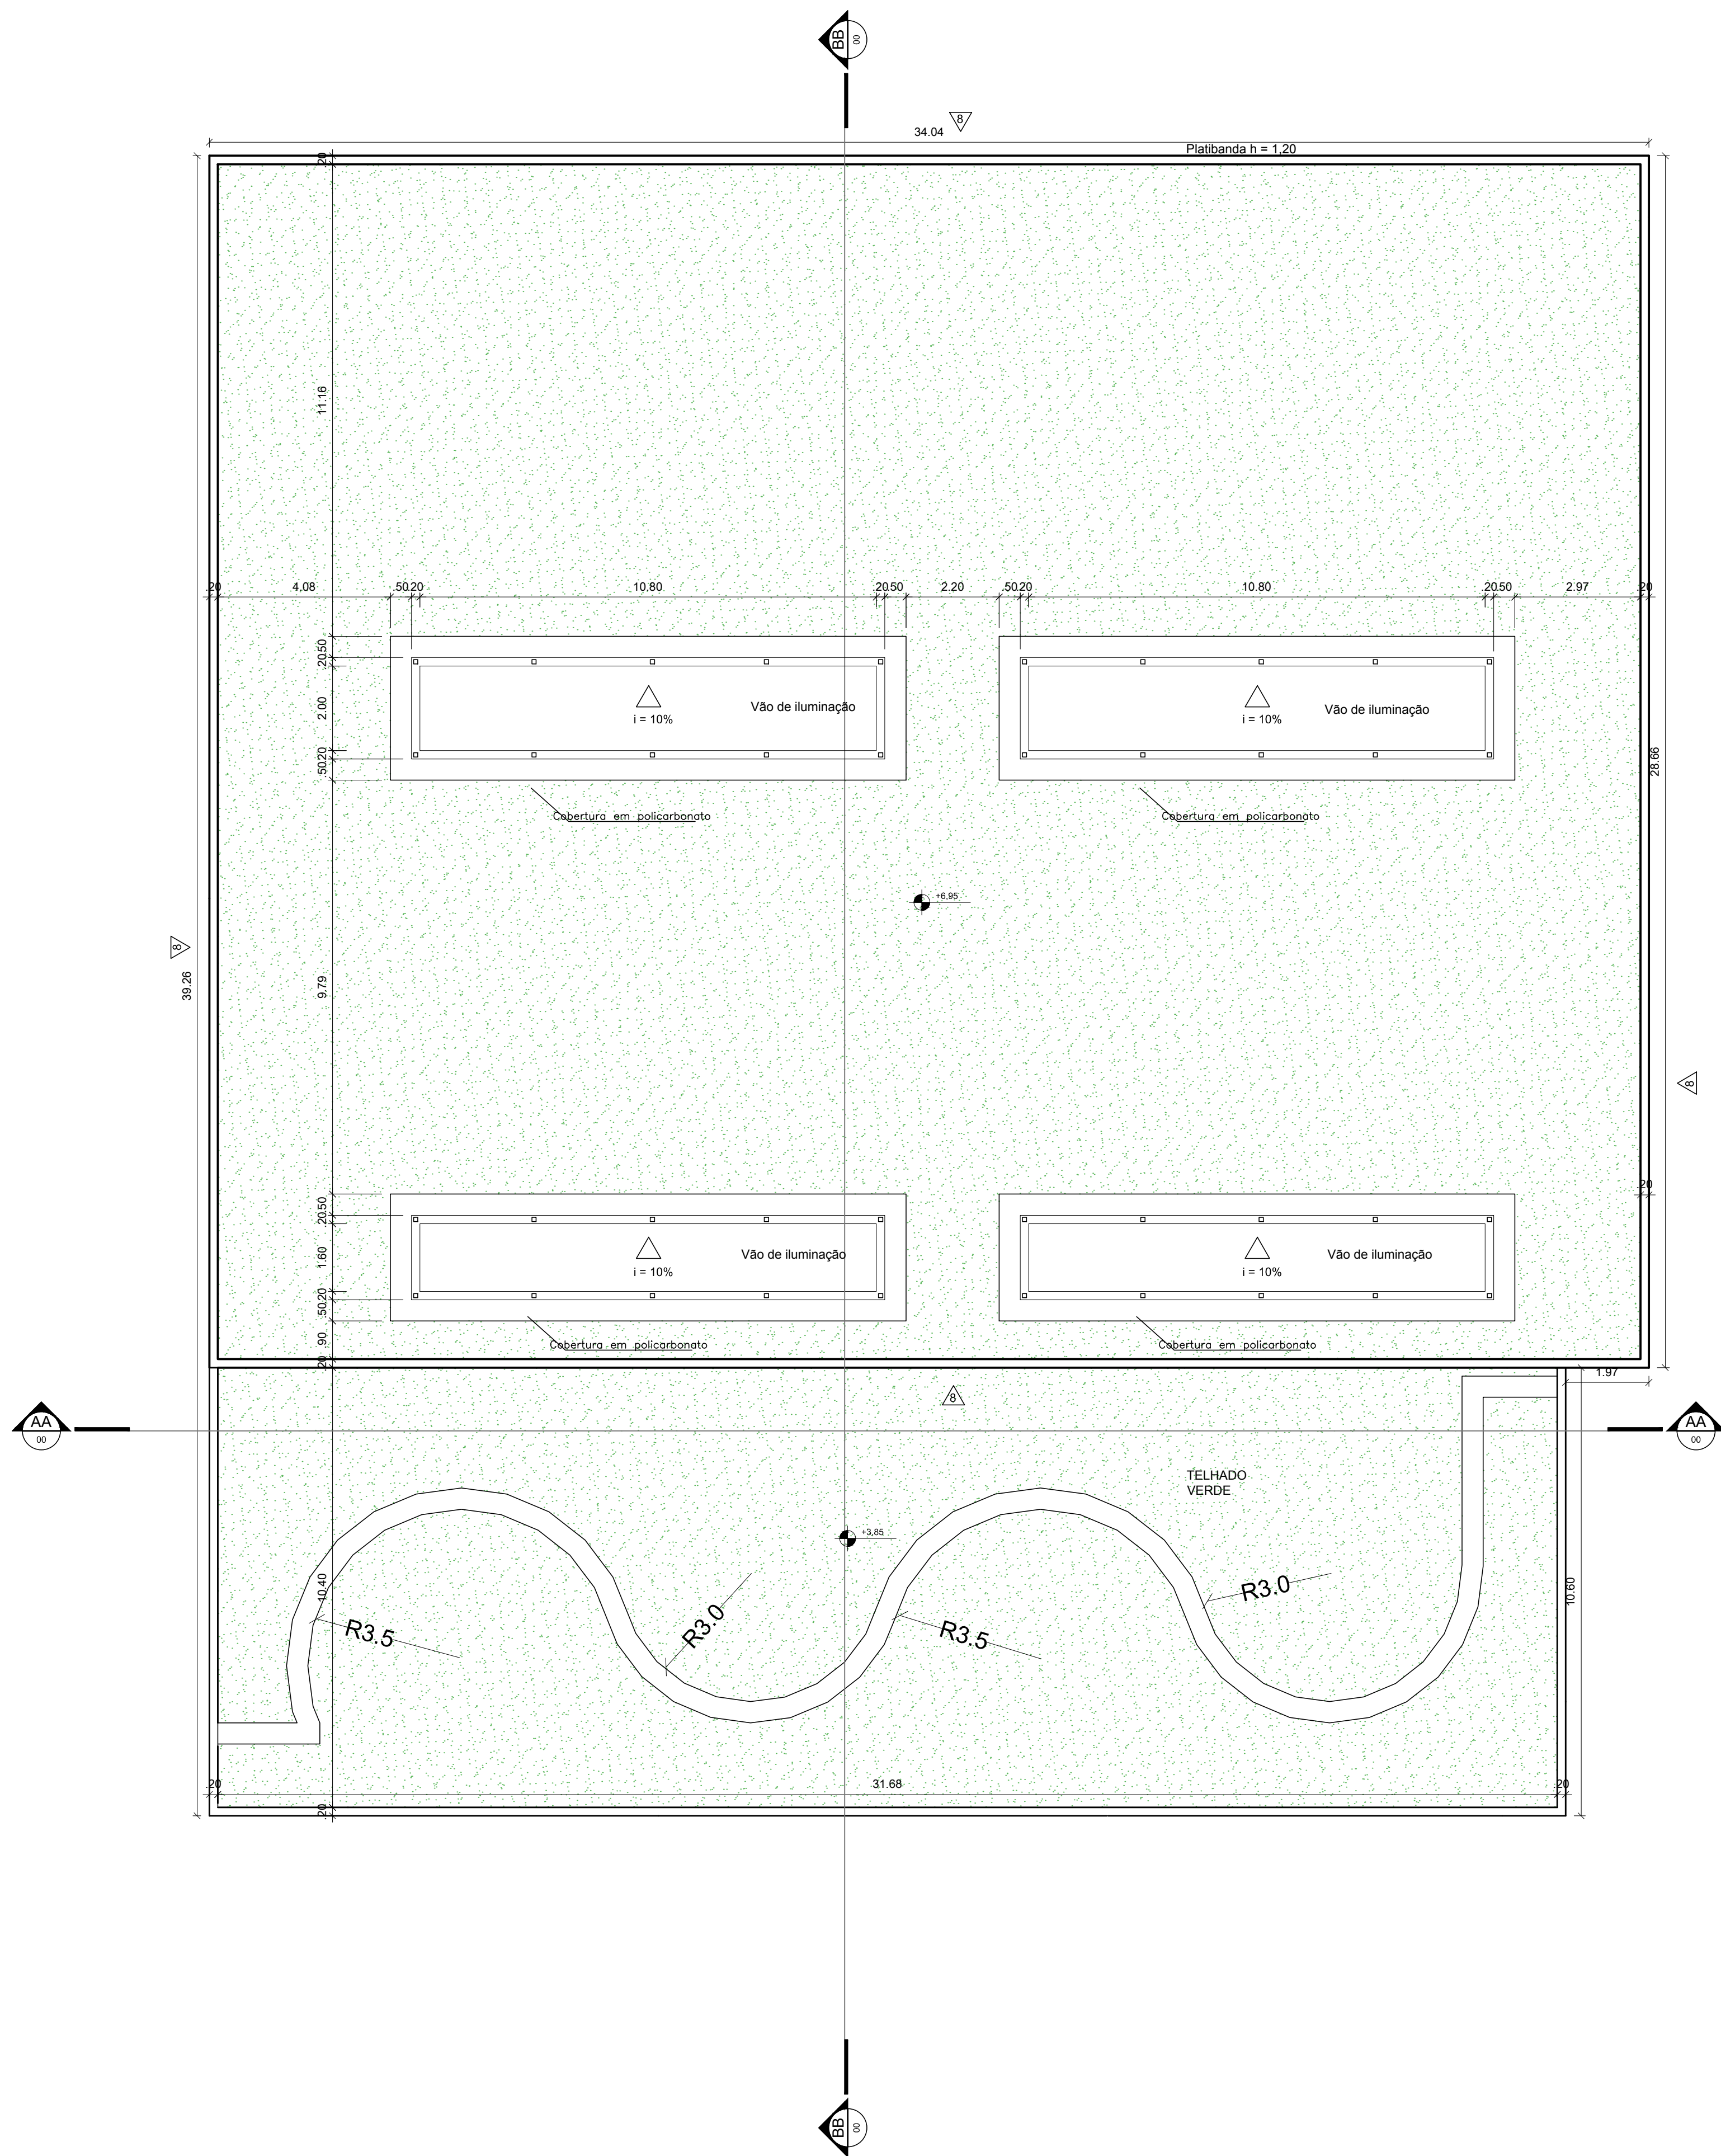 BB
00
8
34.04
Platibanda h = 1,20
.20
11.16
.20
4.08
.50.20
10.80
.20.50
2.20
.50.20
10.80
.20.50
2.97
.20
.20.50
2.00
.50.20
i = 10%
Vão de iluminação
i = 10%
Vão de iluminação
28.66
Cobertura em policarbonato
Cobertura em policarbonato
+6,95
8
39.26
9.79
8
.20
.20.50
1.60
.50.20
i = 10%
Vão de iluminação
i = 10%
Vão de iluminação
.90
Cobertura em policarbonato
Cobertura em policarbonato
.20
1.97
8
AA
00
AA
00
TELHADO
VERDE
+3,85
10.40
R3.5
R3.0
R3.5
R3.0
10.60
.20
31.68
.20
.20
BB
00